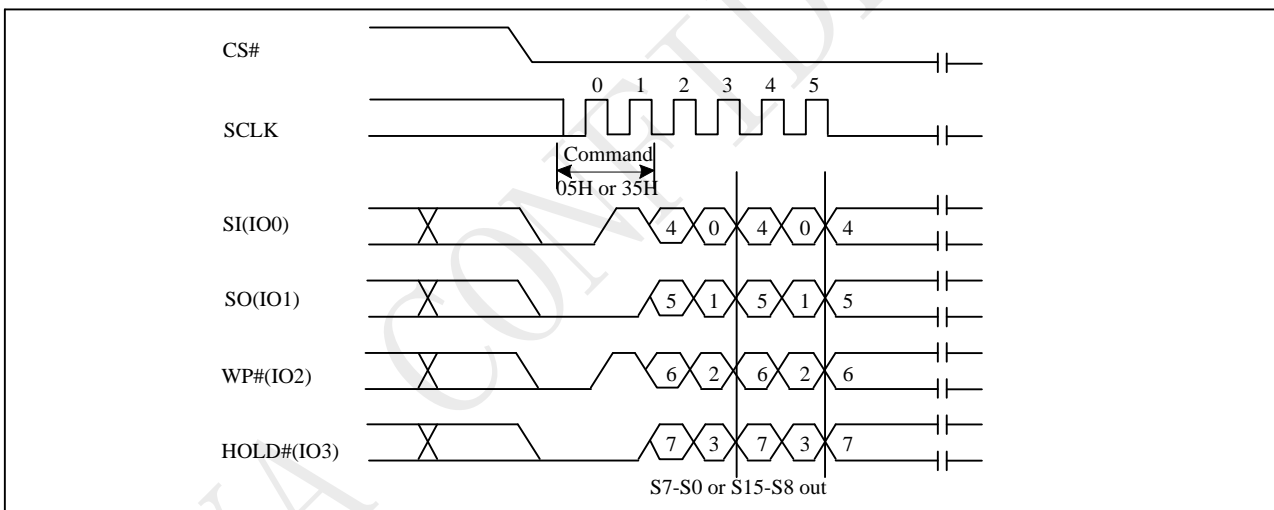 CS#
0 1 2 3 4 5
SCLK
Command
05H or 35H
SI(IO0) 4 0 4 0 4
SO(IO1) 5 1 5 1 5
WP#(IO2) 6 2 6 2 6
HOLD#(IO3) 7 3 7 3 7
S7-S0 or S15-S8 out